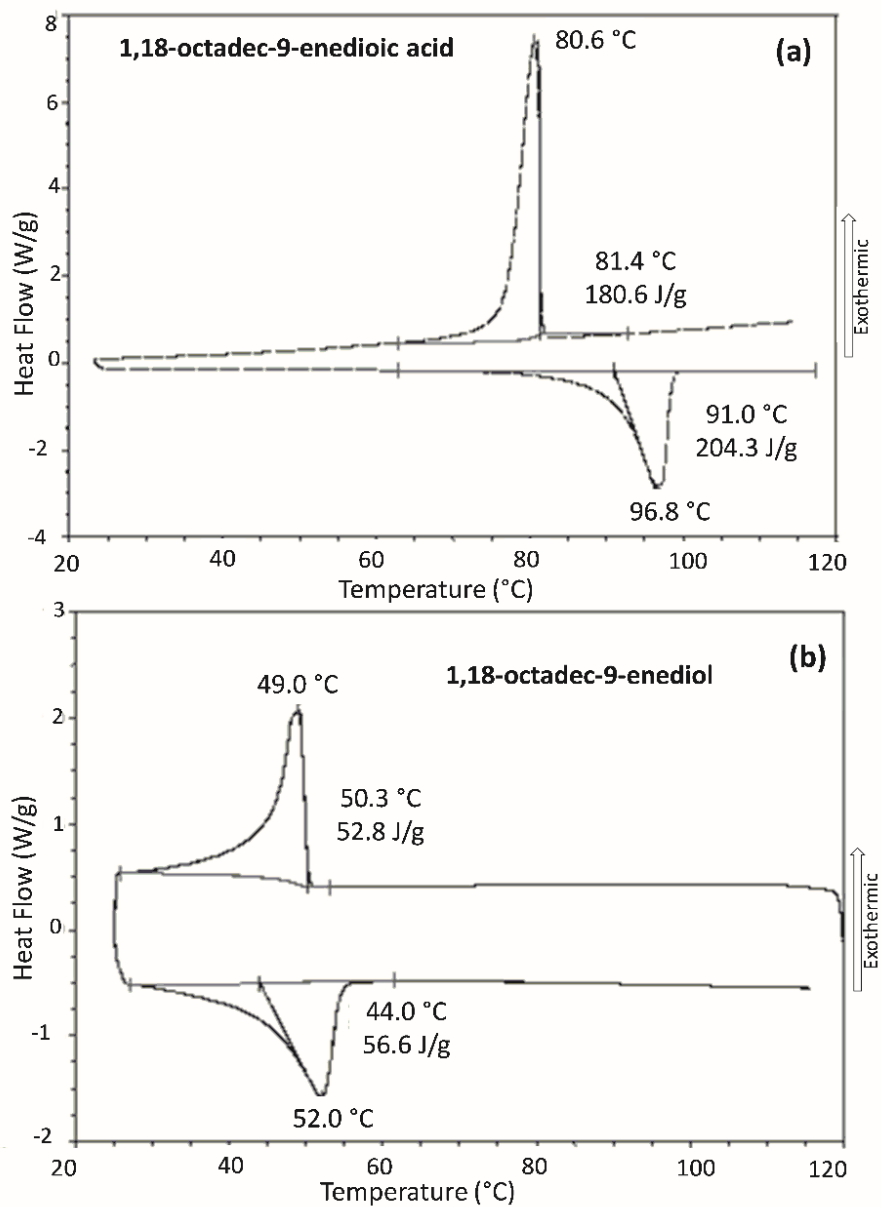 1,18-octadec-9-enedioic acid
(a)
80.6 °C
81.4 °C
180.6 J/g
91.0 °C
204.3 J/g
96.8 °C
8
6
4
2
0
-2
-4
Heat Flow (W/g)
Exothermic
20 40 60 80 100 120
Temperature (°C)
1,18-octadec-9-enediol
(b)
49.0 °C
50.3 °C
52.8 J/g
44.0 °C
56.6 J/g
52.0 °C
3
2
1
0
-1
-2
Heat Flow (W/g)
Exothermic
20 40 60 80 100 120
Temperature (°C)